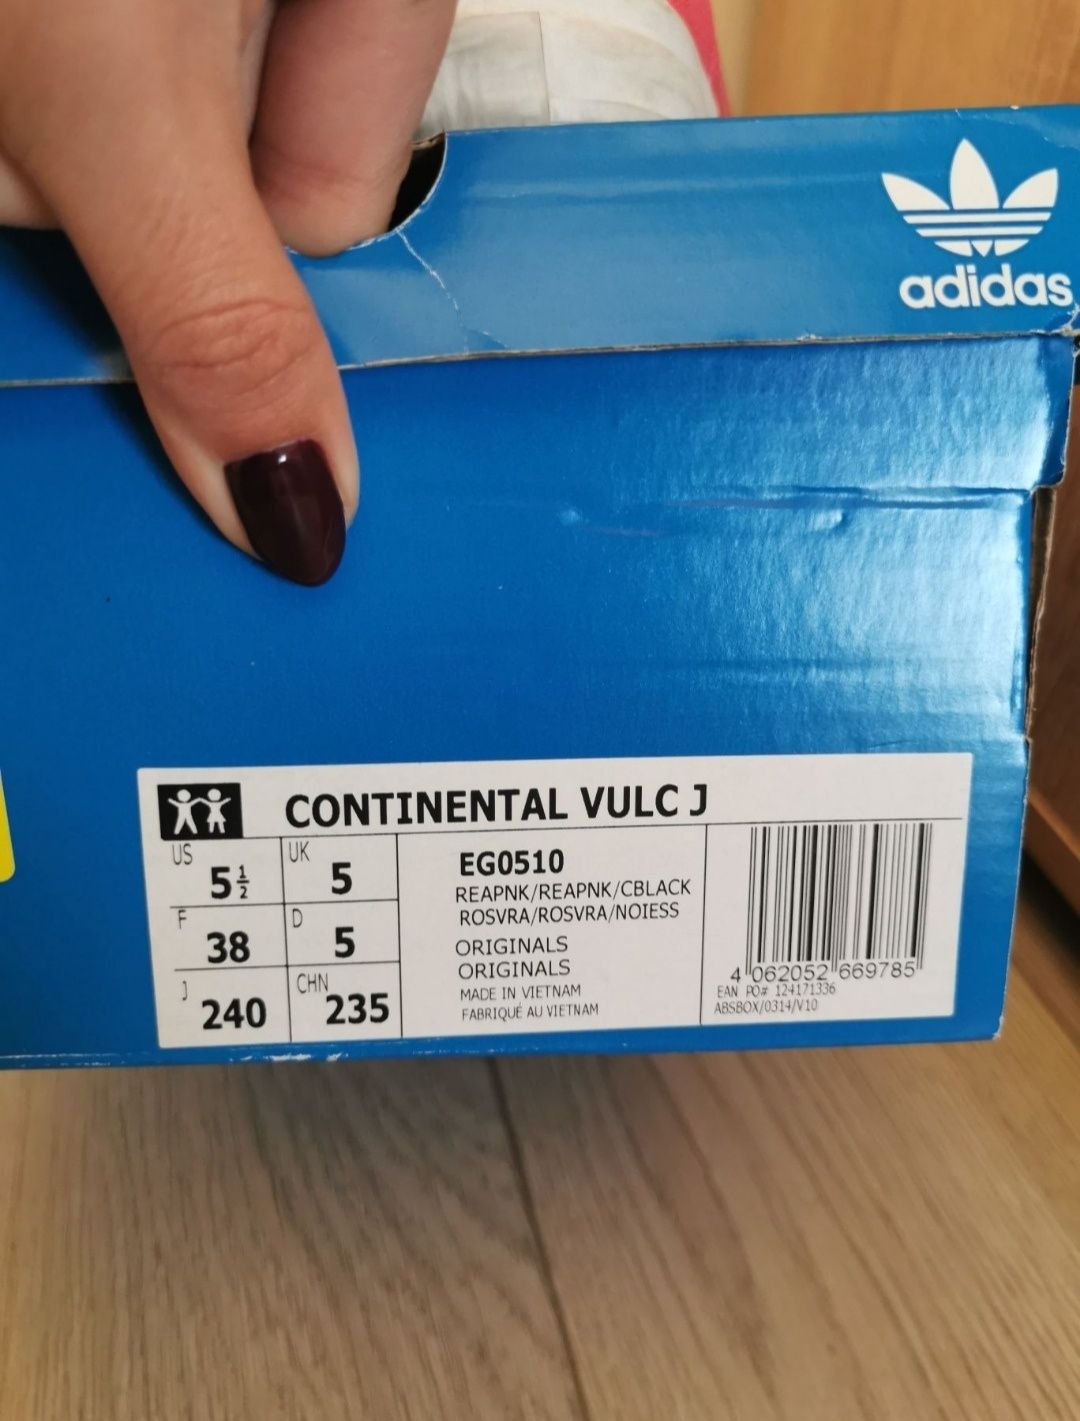 adidas
CONTINENTAL VULC J
US 5½ UK 5
F 38 D 5
J 240 CHN 235
EG0510
REAPNK/REAPNK/CBLACK
ROSVRA/ROSVRA/NOIESS
ORIGINALS
ORIGINALS
MADE IN VIETNAM
FABRIQUÉ AU VIETNAM
4 062052 669785
EAN PO# 124171336
ABSBOX/0314/V10